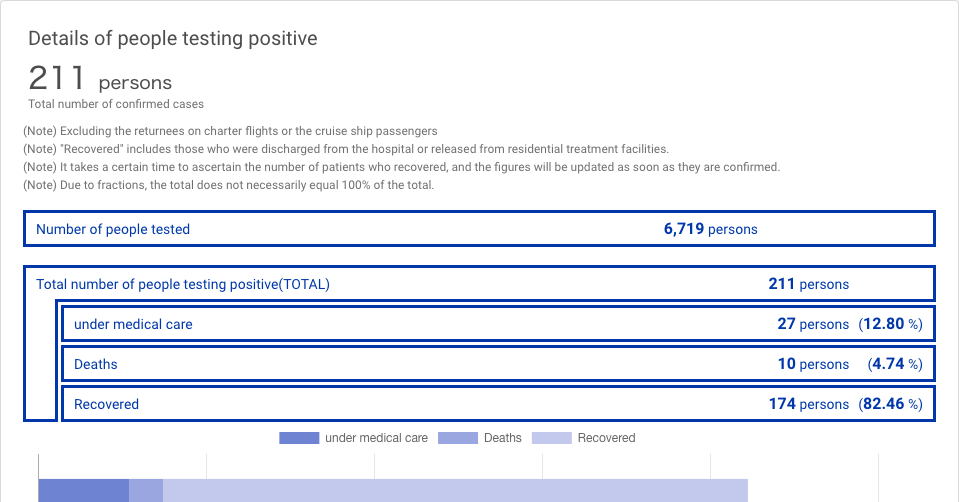 Details of people testing positive
211 persons
Total number of confirmed cases
(Note) Excluding the returnees on charter flights or the cruise ship passengers
(Note) "Recovered" includes those who were discharged from the hospital or released from residential treatment facilities.
(Note) It takes a certain time to ascertain the number of patients who recovered, and the figures will be updated as soon as they are confirmed.
(Note) Due to fractions, the total does not necessarily equal 100% of the total.
Number of people tested 6,719 persons
Total number of people testing positive(TOTAL) 211 persons
under medical care 27 persons (12.80 %)
Deaths 10 persons (4.74 %)
Recovered 174 persons (82.46 %)
under medical care Deaths Recovered